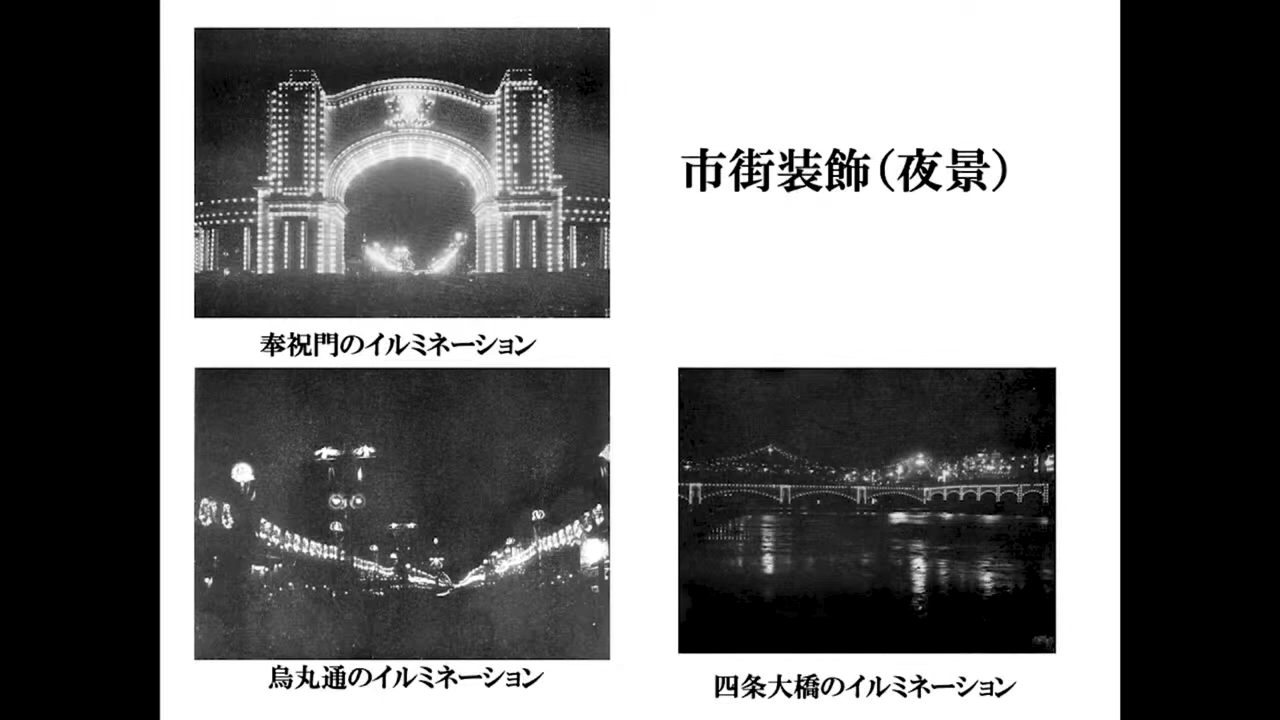 市街装飾(夜景)
奉祝門のイルミネーション
烏丸通のイルミネーション
四条大橋のイルミネーション